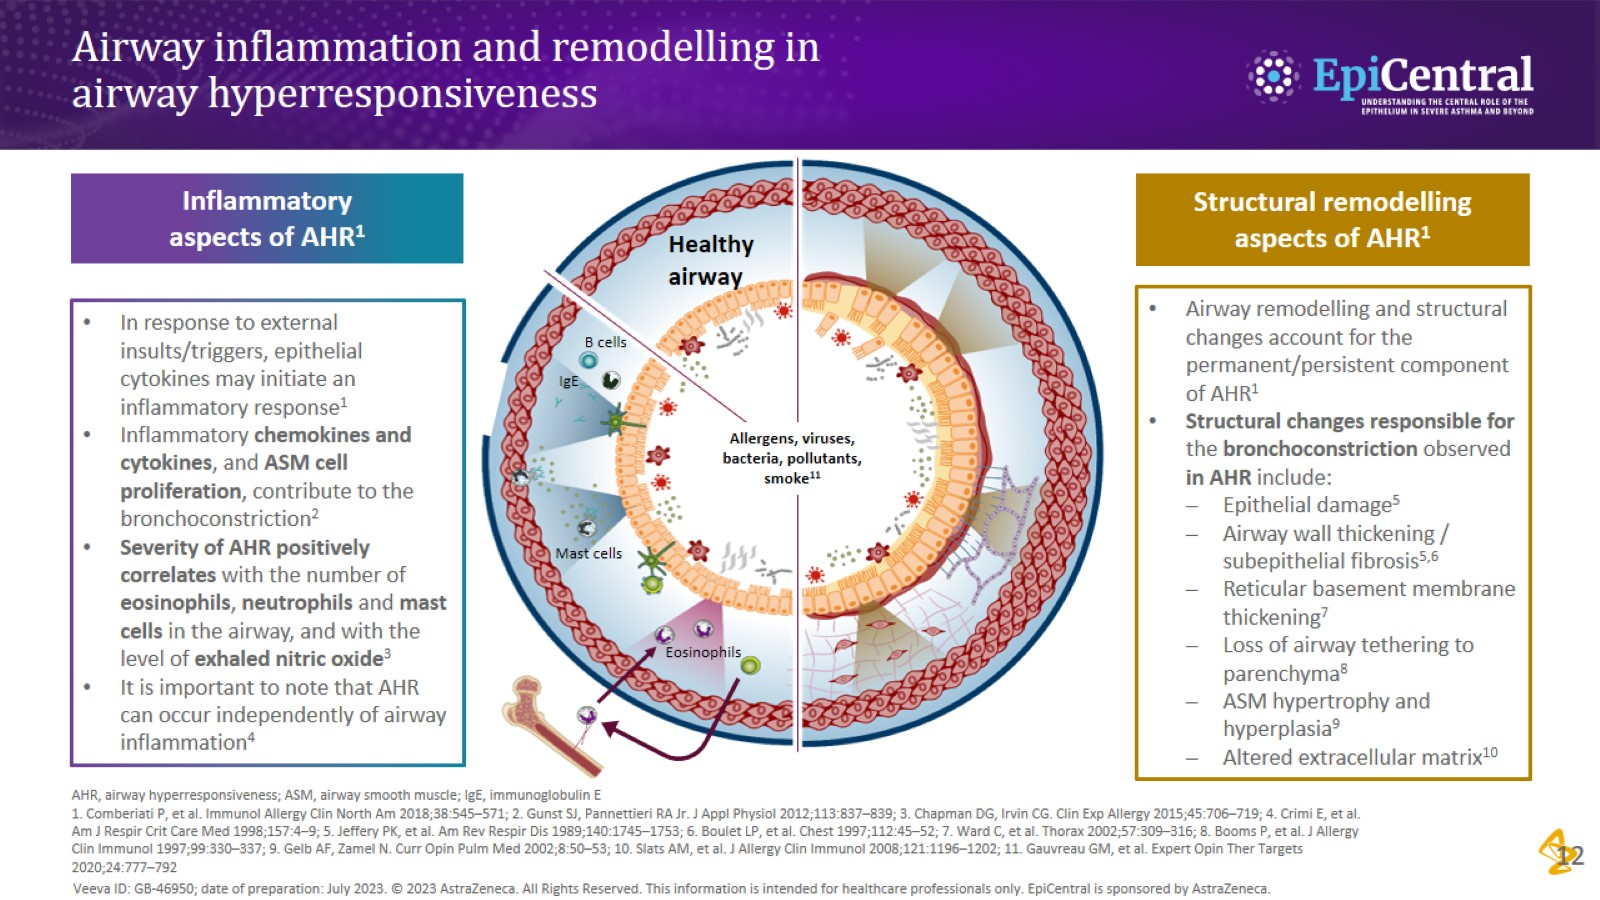 Airway inflammation and remodelling in
airway hyperresponsiveness
EpiCentral
UNDERSTANDING THE CENTRAL ROLE OF THE
EPITHELIUM IN SEVERE ASTHMA AND BEYOND
Inflammatory
aspects of AHR¹
• In response to external
insults/triggers, epithelial
cytokines may initiate an
inflammatory response¹
• Inflammatory chemokines and
cytokines, and ASM cell
proliferation, contribute to the
bronchoconstriction²
• Severity of AHR positively
correlates with the number of
eosinophils, neutrophils and mast
cells in the airway, and with the
level of exhaled nitric oxide³
• It is important to note that AHR
can occur independently of airway
inflammation⁴
Healthy
airway
B cells
IgE
Mast cells
Eosinophils
Allergens, viruses,
bacteria, pollutants,
smoke¹¹
Structural remodelling
aspects of AHR¹
• Airway remodelling and structural
changes account for the
permanent/persistent component
of AHR¹
• Structural changes responsible for
the bronchoconstriction observed
in AHR include:
– Epithelial damage⁵
– Airway wall thickening /
subepithelial fibrosis⁵,⁶
– Reticular basement membrane
thickening⁷
– Loss of airway tethering to
parenchyma⁸
– ASM hypertrophy and
hyperplasia⁹
– Altered extracellular matrix¹⁰
AHR, airway hyperresponsiveness; ASM, airway smooth muscle; IgE, immunoglobulin E
1. Comberiati P, et al. Immunol Allergy Clin North Am 2018;38:545–571; 2. Gunst SJ, Pannettieri RA Jr. J Appl Physiol 2012;113:837–839; 3. Chapman DG, Irvin CG. Clin Exp Allergy 2015;45:706–719; 4. Crimi E, et al.
Am J Respir Crit Care Med 1998;157:4–9; 5. Jeffery PK, et al. Am Rev Respir Dis 1989;140:1745–1753; 6. Boulet LP, et al. Chest 1997;112:45–52; 7. Ward C, et al. Thorax 2002;57:309–316; 8. Booms P, et al. J Allergy
Clin Immunol 1997;99:330–337; 9. Gelb AF, Zamel N. Curr Opin Pulm Med 2002;8:50–53; 10. Slats AM, et al. J Allergy Clin Immunol 2008;121:1196–1202; 11. Gauvreau GM, et al. Expert Opin Ther Targets
2020;24:777–792
Veeva ID: GB-46950; date of preparation: July 2023. © 2023 AstraZeneca. All Rights Reserved. This information is intended for healthcare professionals only. EpiCentral is sponsored by AstraZeneca.
12